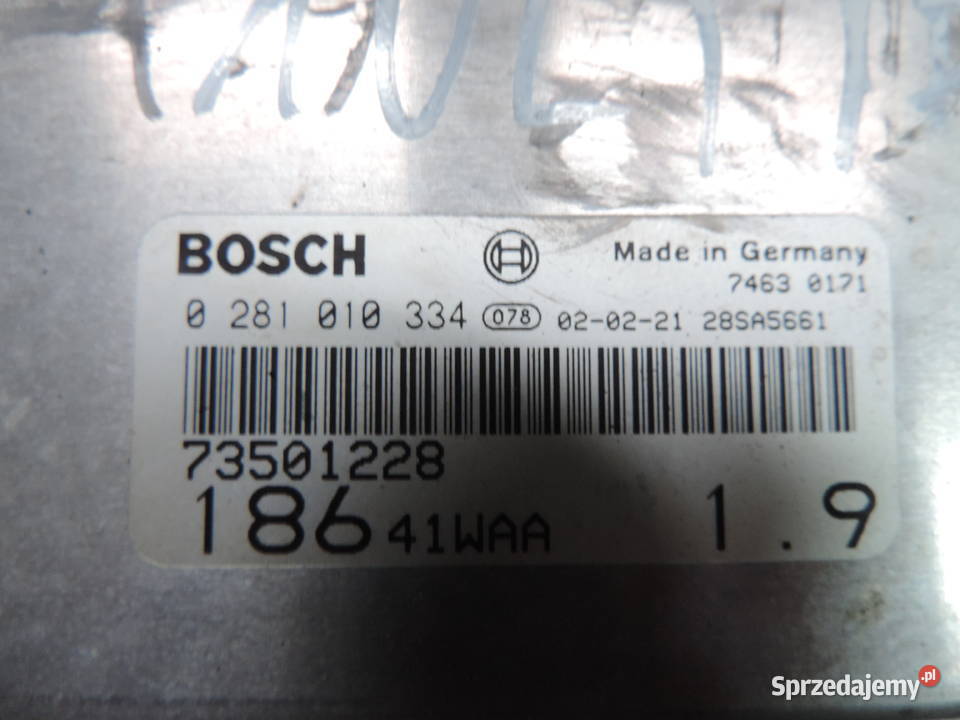 BOSCH
Made in Germany
7463 0171
0 281 010 334 078 02-02-21 28SA5661
73501228
186 41WAA 1.9
Sprzedajemy.pl